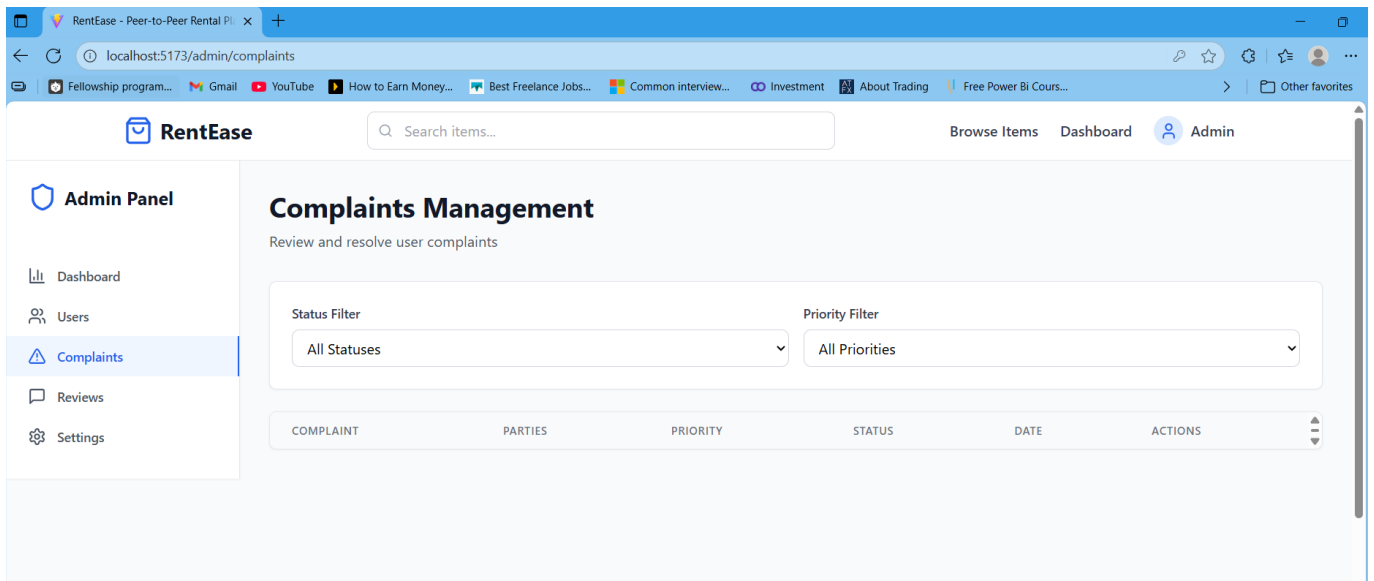 RentEase - Peer-to-Peer Rental Pl
localhost:5173/admin/complaints
Fellowship program... Gmail YouTube How to Earn Money... Best Freelance Jobs... Common interview... Investment About Trading Free Power Bi Cours... Other favorites
RentEase Search items... Browse Items Dashboard Admin
Admin Panel
Dashboard
Users
Complaints
Reviews
Settings
Complaints Management
Review and resolve user complaints
Status Filter Priority Filter
All Statuses All Priorities
COMPLAINT PARTIES PRIORITY STATUS DATE ACTIONS